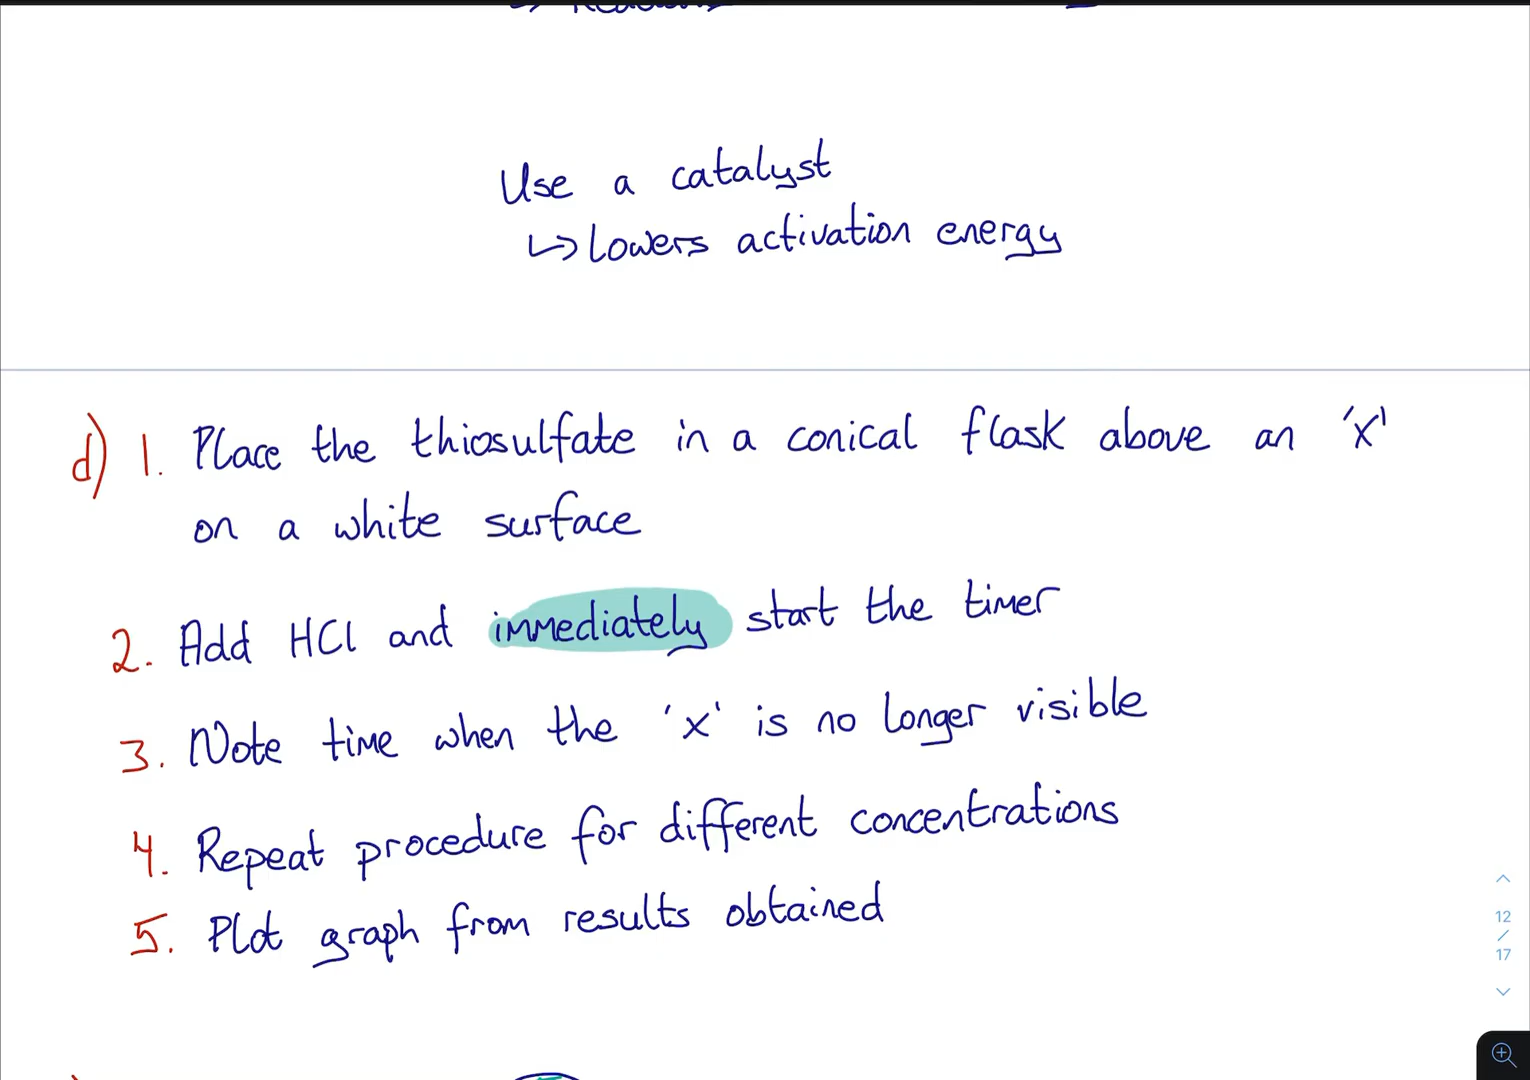 Use a catalyst
↳ Lowers activation energy
d) 1. Place the thiosulfate in a conical flask above an 'x'
on a white surface
2. Add HCl and immediately start the timer
3. Note time when the 'x' is no longer visible
4. Repeat procedure for different concentrations
5. Plot graph from results obtained
12
/
17